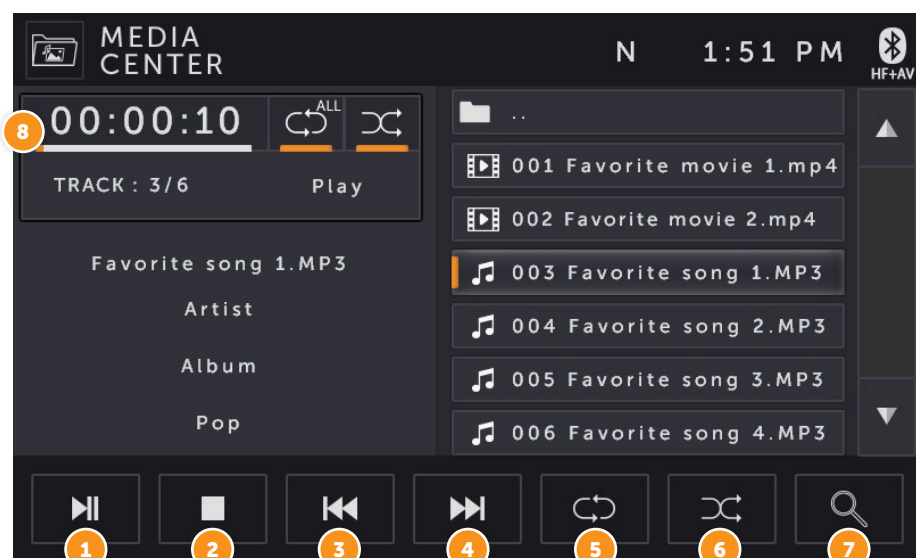 MEDIA
CENTER
N 1:51 PM
HF+AV
8
00:00:10
ALL
TRACK : 3/6 Play
Favorite song 1.MP3
Artist
Album
Pop
..
001 Favorite movie 1.mp4
002 Favorite movie 2.mp4
003 Favorite song 1.MP3
004 Favorite song 2.MP3
005 Favorite song 3.MP3
006 Favorite song 4.MP3
1 2 3 4 5 6 7